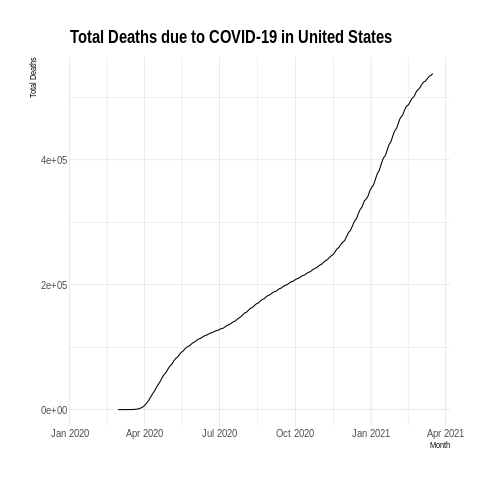 Total Deaths due to COVID-19 in United States
Total Deaths
4e+05
2e+05
0e+00
Jan 2020 Apr 2020 Jul 2020 Oct 2020 Jan 2021 Apr 2021
Month